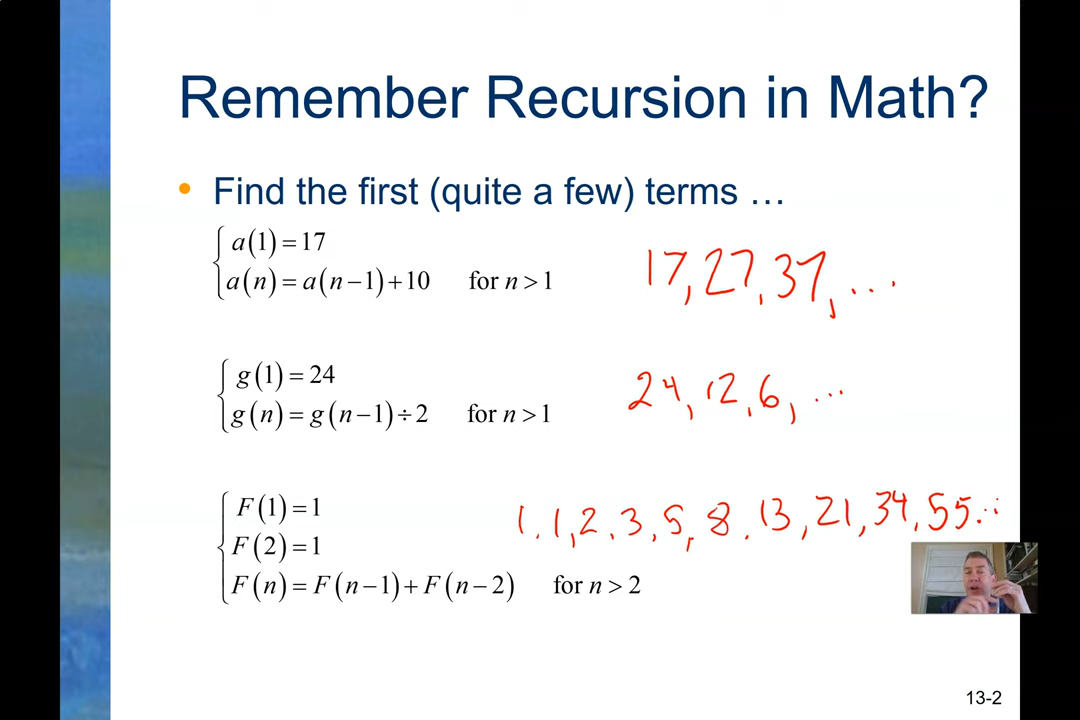 Remember Recursion in Math?
• Find the first (quite a few) terms …
a(1) = 17
a(n) = a(n−1) + 10 for n > 1
17, 27, 37, ...
g(1) = 24
g(n) = g(n−1) ÷ 2 for n > 1
24, 12, 6, ...
F(1) = 1
F(2) = 1
F(n) = F(n−1) + F(n−2) for n > 2
1, 1, 2, 3, 5, 8, 13, 21, 34, 55...
13-2